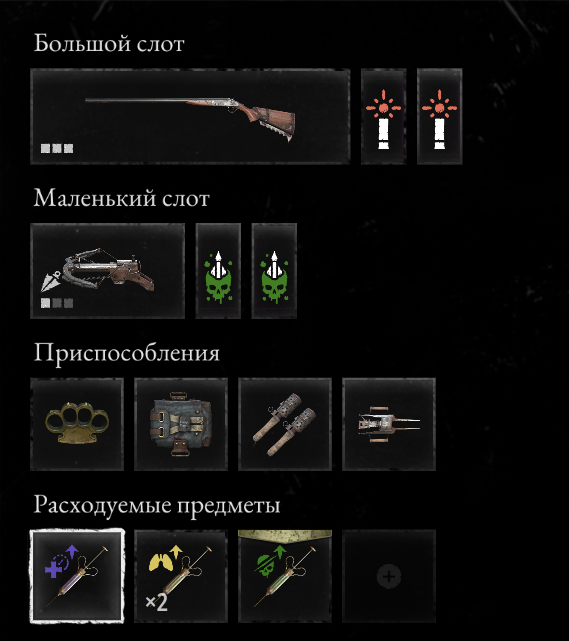 Большой слот
Маленький слот
Приспособления
Расходуемые предметы
×2